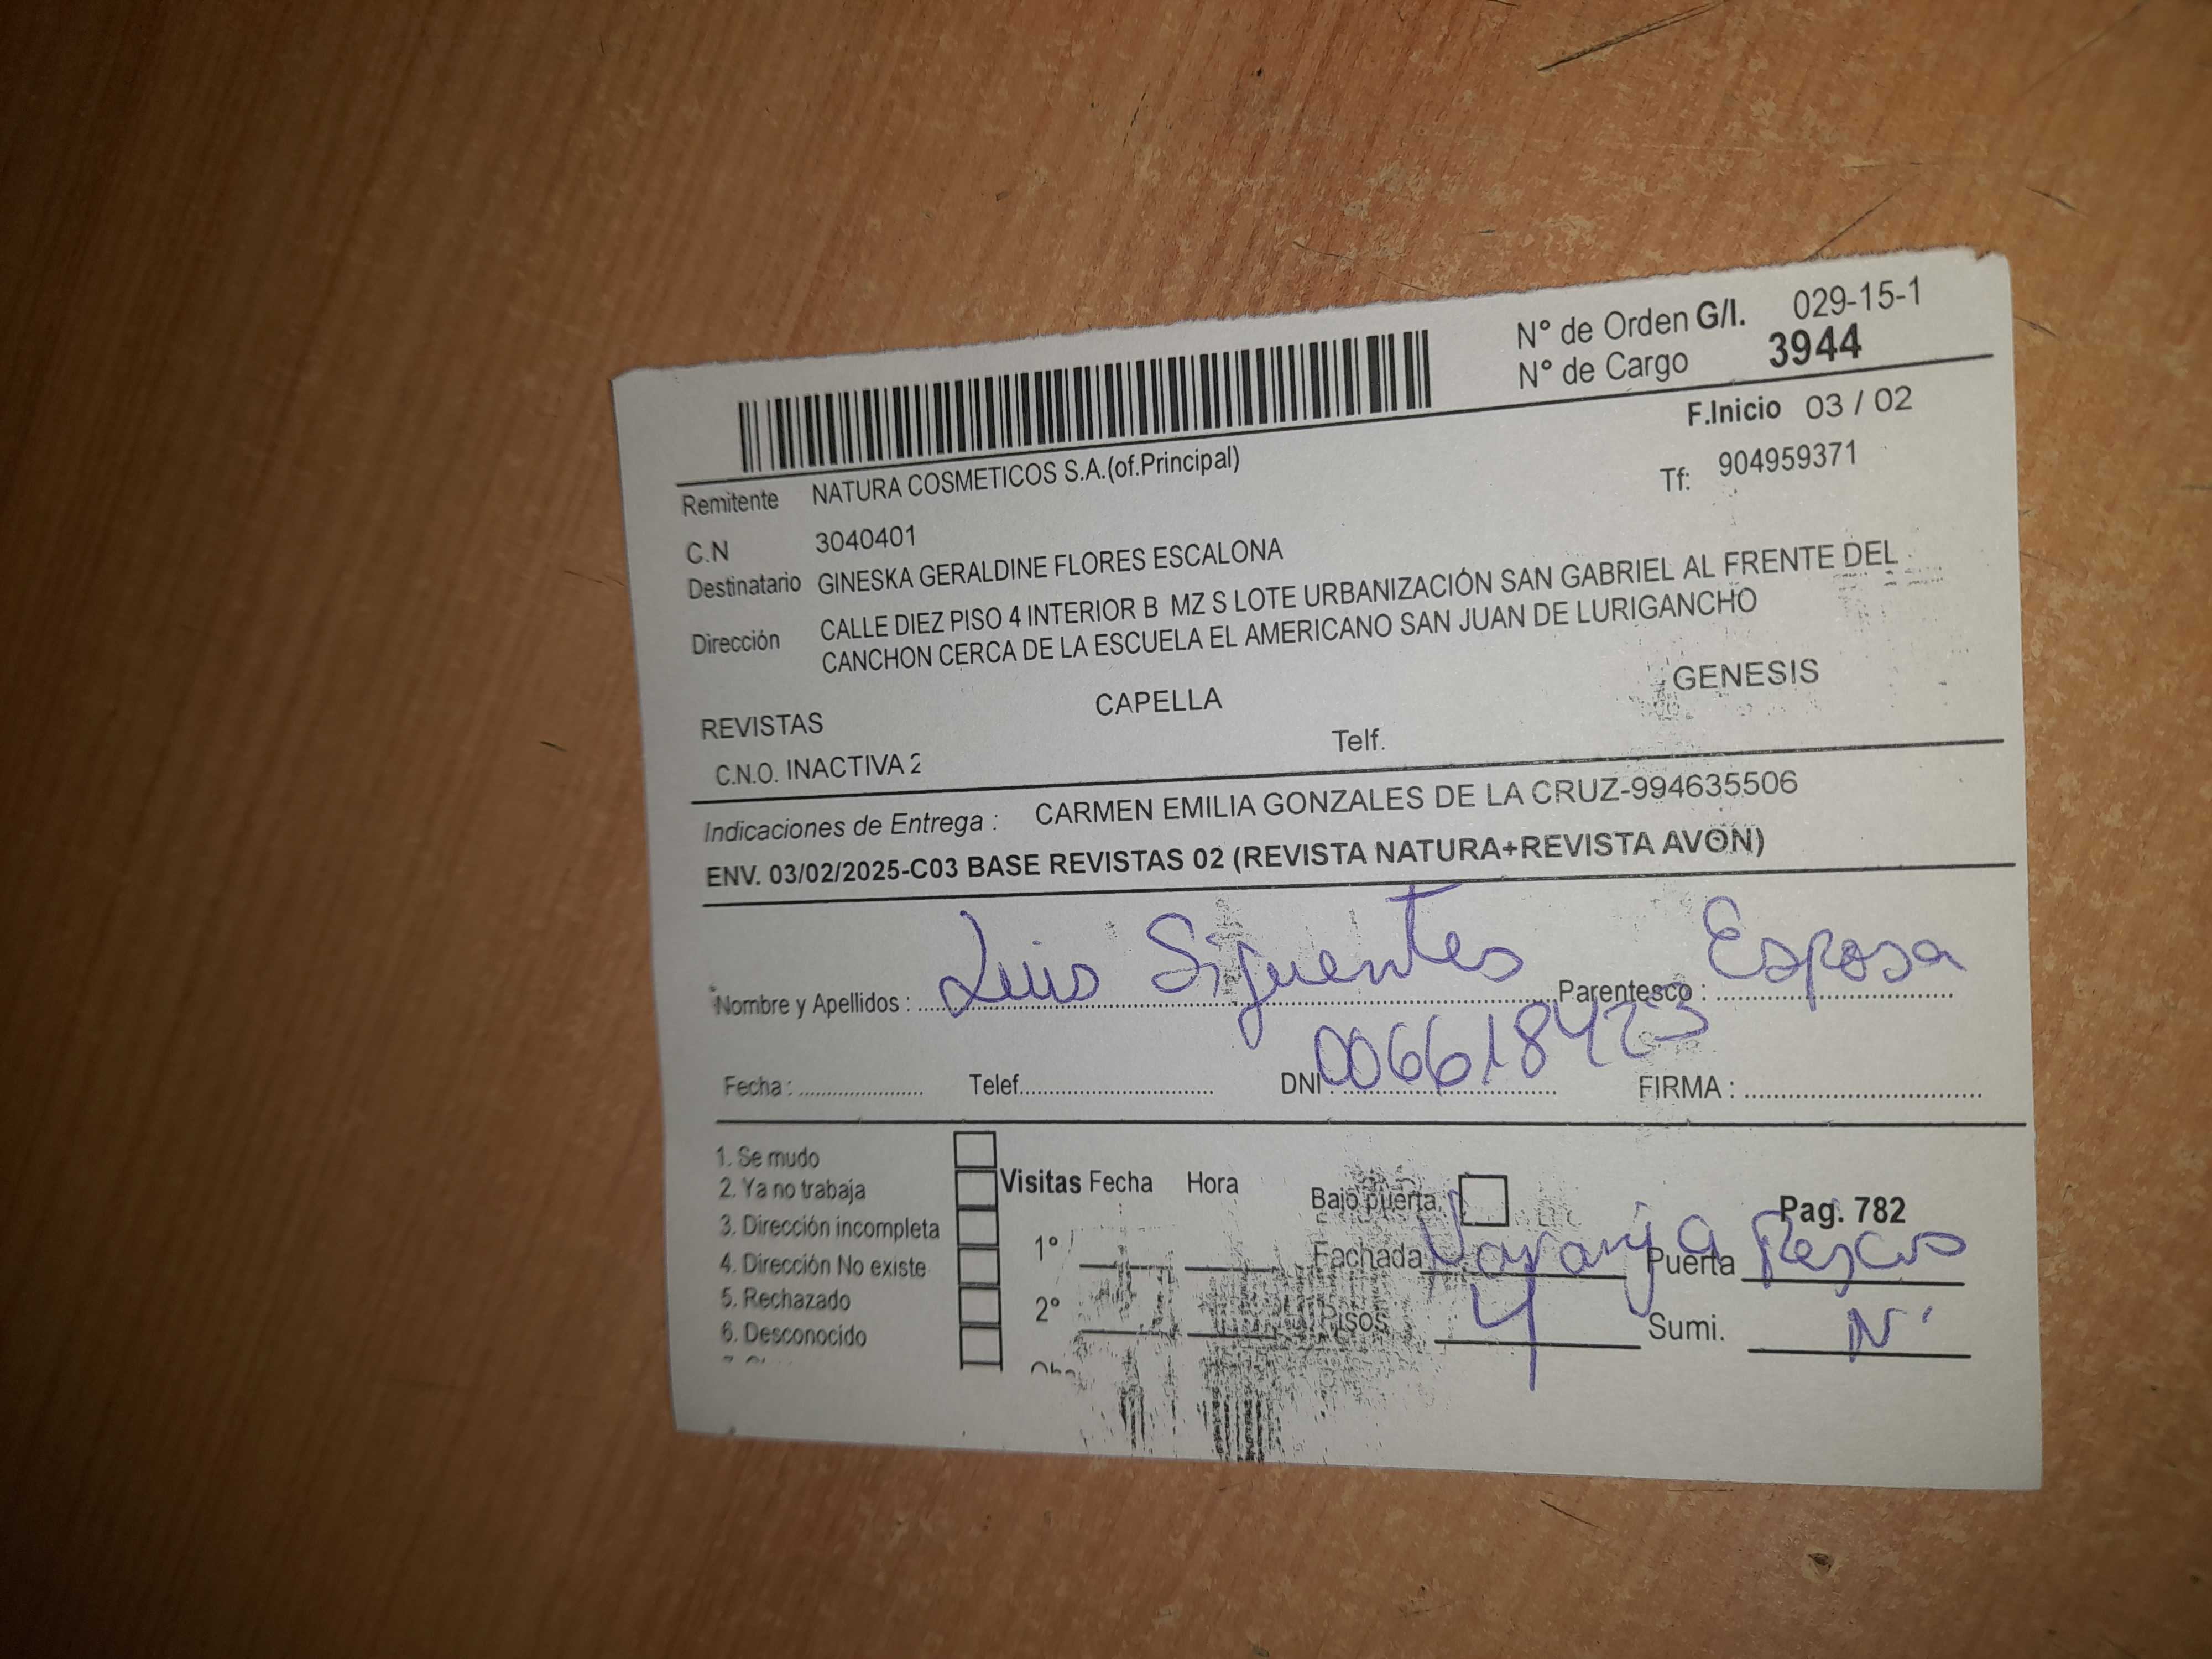 N° de Orden G/I. 029-15-1
N° de Cargo 3944
F.Inicio 03 / 02
Remitente NATURA COSMETICOS S.A.(of.Principal)
Tf: 904959371
C.N 3040401
Destinatario GINESKA GERALDINE FLORES ESCALONA
Dirección CALLE DIEZ PISO 4 INTERIOR B MZ S LOTE URBANIZACIÓN SAN GABRIEL AL FRENTE DEL
CANCHON CERCA DE LA ESCUELA EL AMERICANO SAN JUAN DE LURIGANCHO
REVISTAS CAPELLA GENESIS
C.N.O. INACTIVA 2 Telf.
Indicaciones de Entrega : CARMEN EMILIA GONZALES DE LA CRUZ-994635506
ENV. 03/02/2025-C03 BASE REVISTAS 02 (REVISTA NATURA+REVISTA AVON)
Nombre y Apellidos : Luis Siguentes Parentesco : Esposa
Fecha : Telef. DNI : 006618423 FIRMA :
1. Se mudo
2. Ya no trabaja
3. Dirección incompleta
4. Dirección No existe
5. Rechazado
6. Desconocido
Visitas Fecha Hora
1°
2°
Bajo puerta Pag. 782
Fachada Naranja Puerta
Pisos 4 Sumi. N